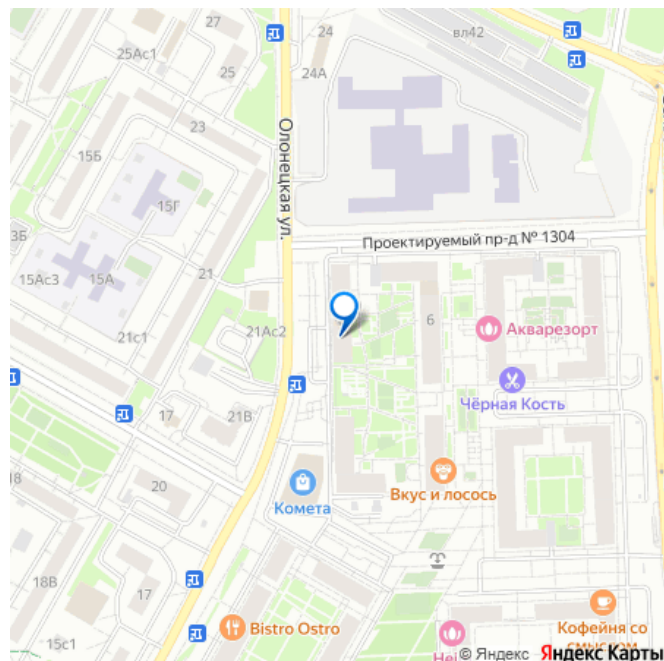 24
вл42
25Ас1
25
24А
23
Олонецкая ул.
15Б
15Г
Проектируемый пр-д № 1304
3Б
15Ас3
15А
21
21с1
21Ас2
6
Акварезорт
Чёрная Кость
17
21В
18
20
Комета
Вкус и лосось
18В
17
15с1
Bistro Ostro
Кофейня со
смыслом
Hei
© Яндекс Яндекс Карты